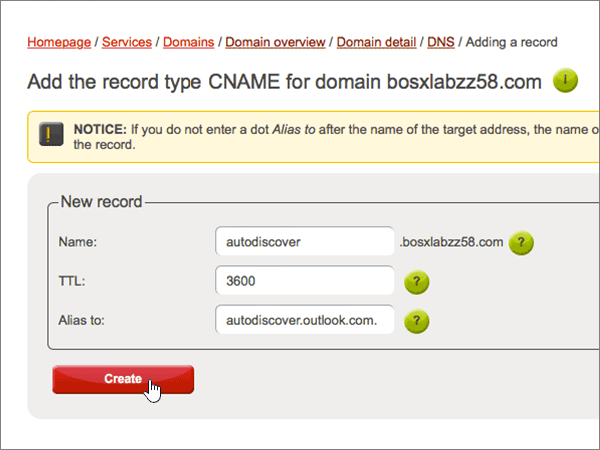 Homepage / Services / Domains / Domain overview / Domain detail / DNS / Adding a record
Add the record type CNAME for domain bosxlabzz58.com i
! NOTICE: If you do not enter a dot Alias to after the name of the target address, the name o
the record.
New record
Name: autodiscover .bosxlabzz58.com ?
TTL: 3600 ?
Alias to: autodiscover.outlook.com. ?
Create